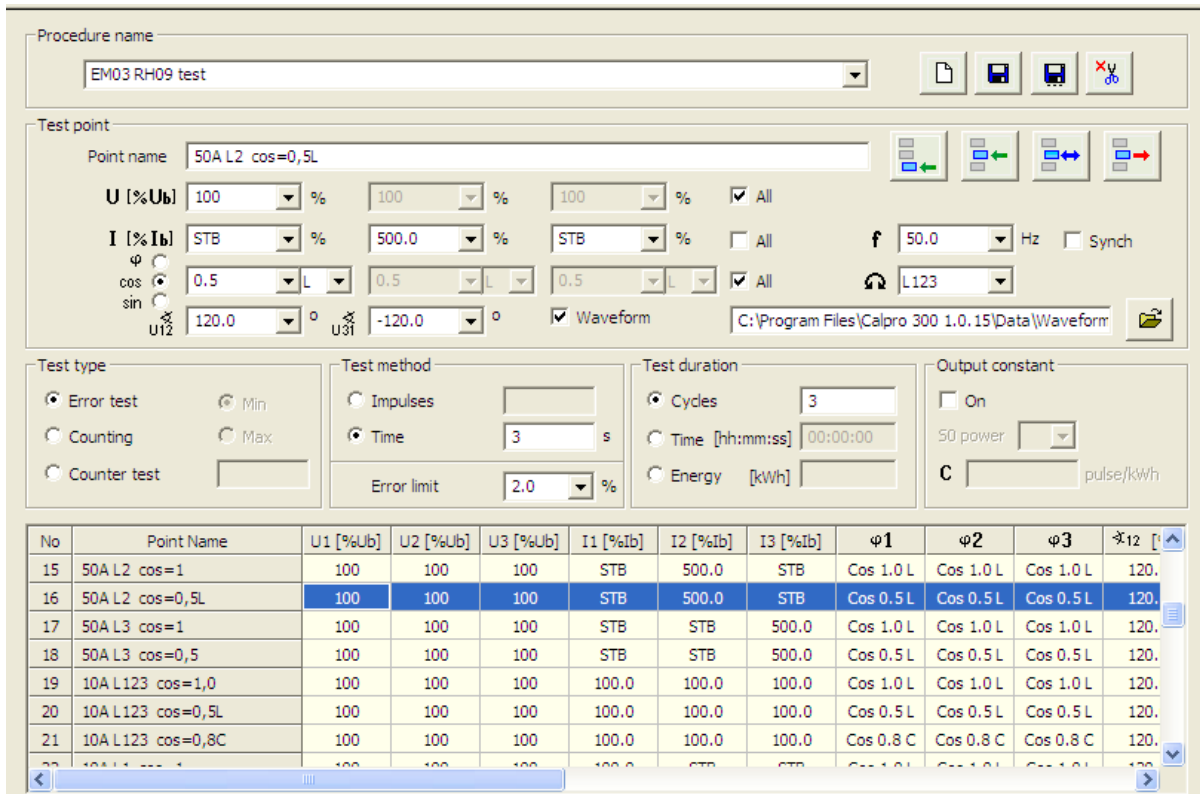 Procedure name
EM03 RH09 test
Test point
Point name 50A L2 cos=0,5L
U [%Ub] 100 % 100 % 100 % All
I [%Ib] STB % 500.0 % STB % All f 50.0 Hz Synch
φ
cos 0.5 L 0.5 L 0.5 L All L123
sin
U12 120.0 ° U31 -120.0 ° Waveform C:\Program Files\Calpro 300 1.0.15\Data\Waveform
Test type Test method Test duration Output constant
Error test Min Impulses Cycles 3 On
Counting Max Time 3 s Time [hh:mm:ss] 00:00:00 S0 power
Counter test Error limit 2.0 % Energy [kWh] C pulse/kWh
No Point Name U1 [%Ub] U2 [%Ub] U3 [%Ub] I1 [%Ib] I2 [%Ib] I3 [%Ib] φ1 φ2 φ3 ∢12
15 50A L2 cos=1 100 100 100 STB 500.0 STB Cos 1.0 L Cos 1.0 L Cos 1.0 L 120.
16 50A L2 cos=0,5L 100 100 100 STB 500.0 STB Cos 0.5 L Cos 0.5 L Cos 0.5 L 120.
17 50A L3 cos=1 100 100 100 STB STB 500.0 Cos 1.0 L Cos 1.0 L Cos 1.0 L 120.
18 50A L3 cos=0,5 100 100 100 STB STB 500.0 Cos 0.5 L Cos 0.5 L Cos 0.5 L 120.
19 10A L123 cos=1,0 100 100 100 100.0 100.0 100.0 Cos 1.0 L Cos 1.0 L Cos 1.0 L 120.
20 10A L123 cos=0,5L 100 100 100 100.0 100.0 100.0 Cos 0.5 L Cos 0.5 L Cos 0.5 L 120.
21 10A L123 cos=0,8C 100 100 100 100.0 100.0 100.0 Cos 0.8 C Cos 0.8 C Cos 0.8 C 120.